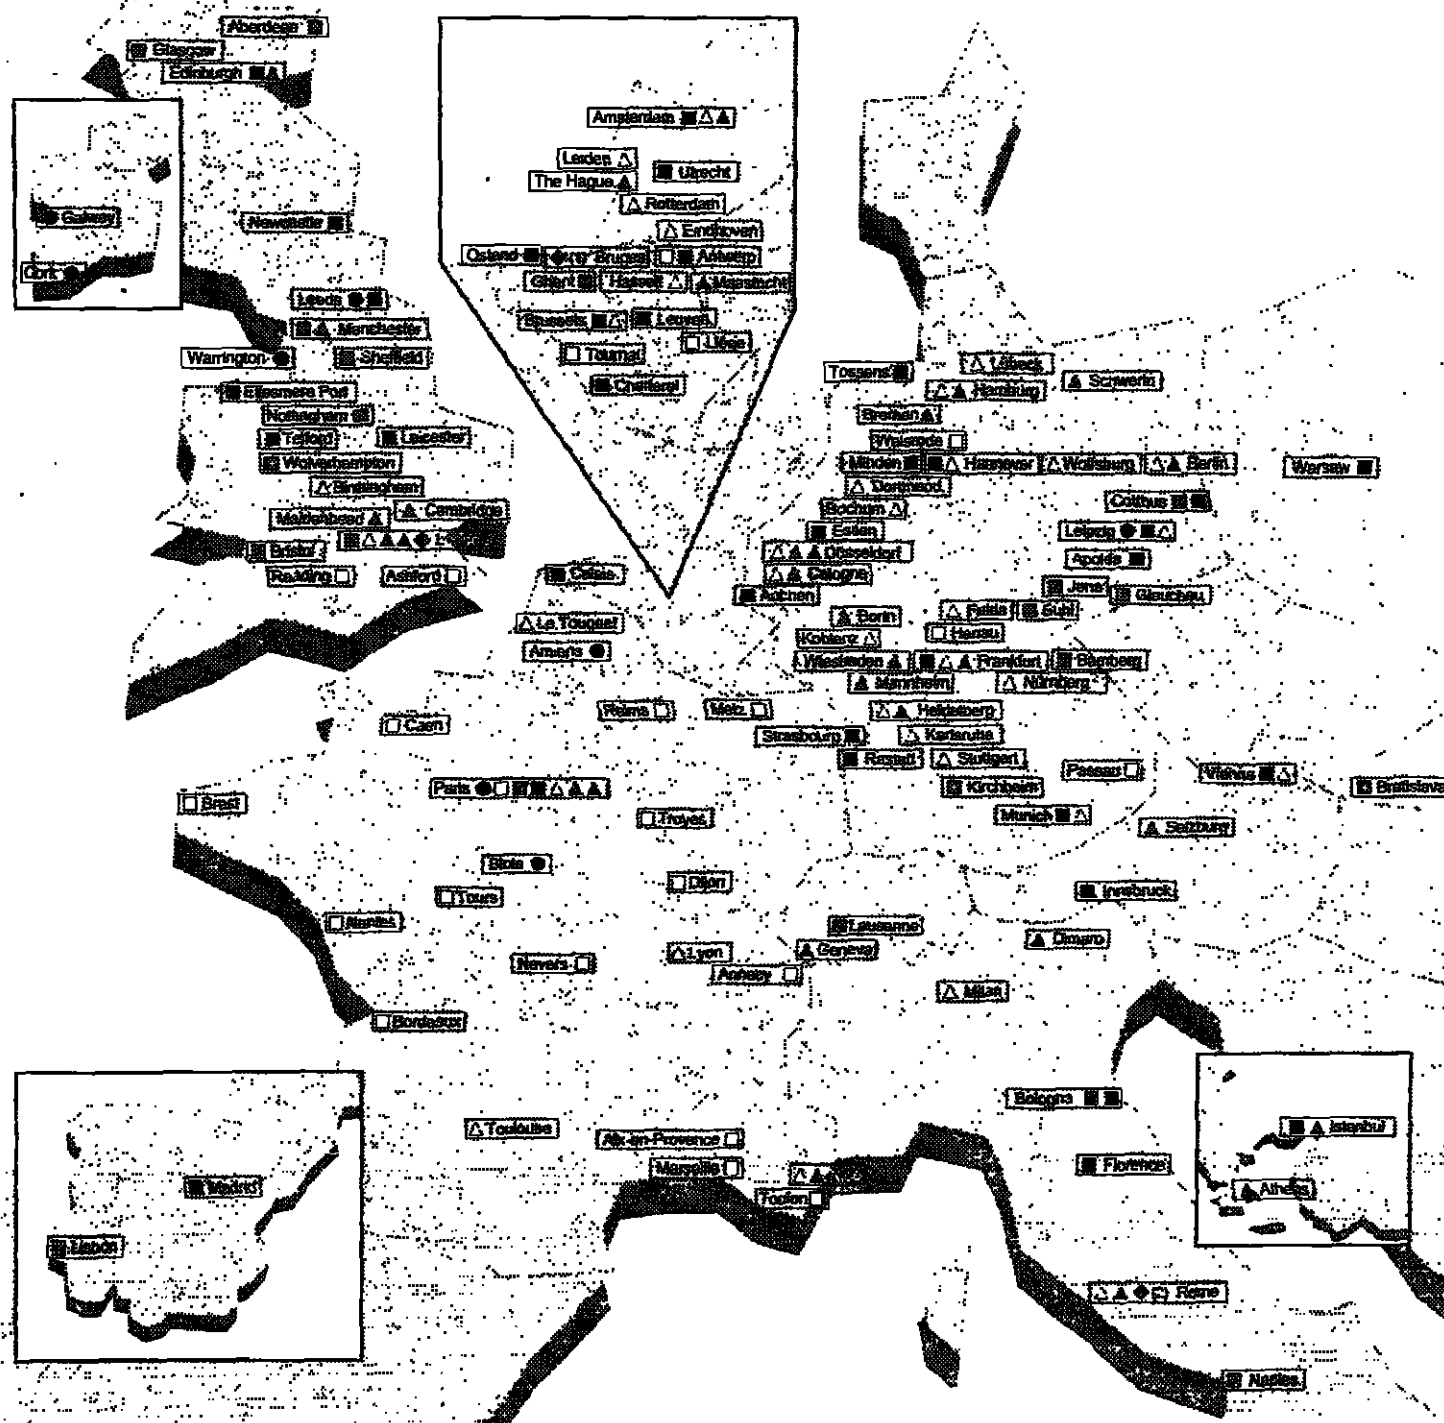 Aberdeen
Glasgow
Edinburgh
Amsterdam
Leiden
Utrecht
The Hague
Rotterdam
Galway
Newcastle
Eindhoven
Ostend
Bruges
Antwerp
Cork
Ghent
Hasselt
Maastricht
Leeds
Brussels
Leuven
Manchester
Liège
Warrington
Sheffield
Tournai
Lübeck
Tossens
Charleroi
Schwerin
Ellesmere Port
Hamburg
Nottingham
Bremen
Telford
Leicester
Walsrode
Wolverhampton
Minden
Hannover
Wolfsburg
Berlin
Warsaw
Birmingham
Dortmund
Cottbus
Maidenhead
Cambridge
Bochum
Essen
Leipzig
Bristol
Düsseldorf
Apolda
Reading
Ashford
Calais
Cologne
Aachen
Jena
Glauchau
Le Touquet
Bonn
Fulda
Suhl
Koblenz
Hanau
Amiens
Wiesbaden
Frankfurt
Bamberg
Mannheim
Nürnberg
Reims
Metz
Heidelberg
Caen
Strasbourg
Karlsruhe
Rastatt
Stuttgart
Passau
Vienna
Paris
Kirchheim
Bratislava
Brest
Troyes
Munich
Salzburg
Blois
Dijon
Innsbruck
Tours
Nantes
Lausanne
Dimaro
Nevers
Lyon
Geneva
Annecy
Milan
Bordeaux
Bologna
Toulouse
Aix-en-Provence
Istanbul
Marseille
Florence
Madrid
Toulon
Athens
Lisbon
Rome
Naples